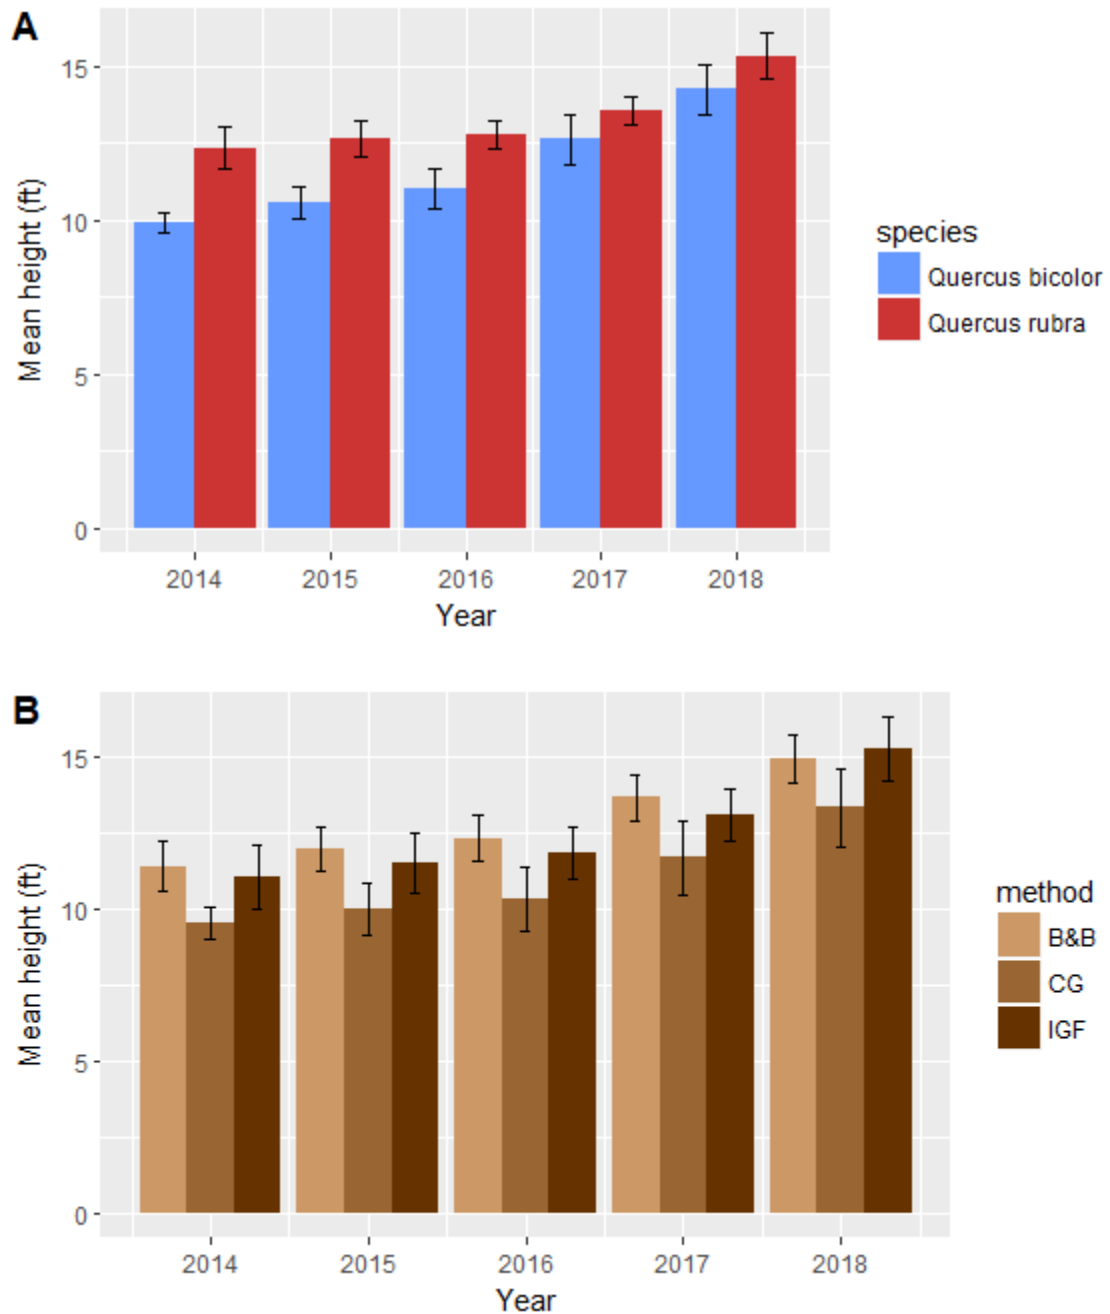 A
15
10
5
0
Mean height (ft)
2014 2015 2016 2017 2018
Year
species
Quercus bicolor
Quercus rubra
B
15
10
5
0
Mean height (ft)
2014 2015 2016 2017 2018
Year
method
B&B
CG
IGF